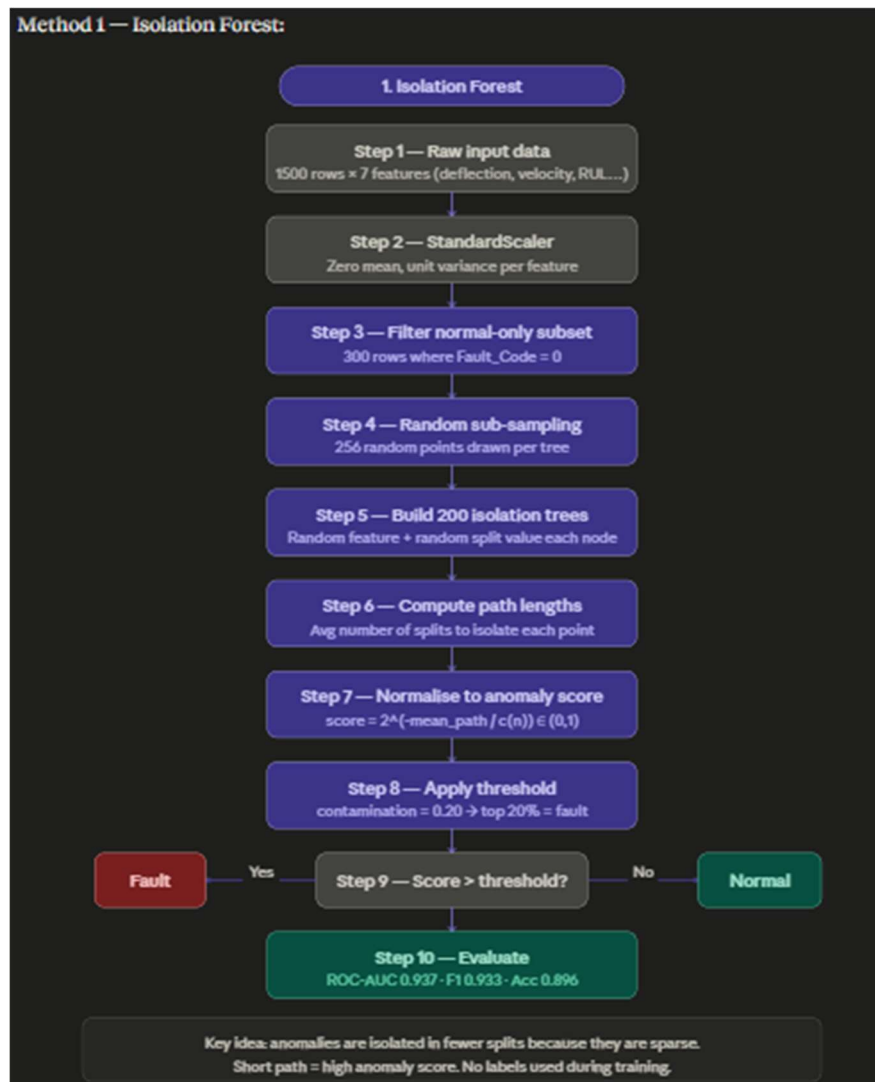 Method 1 — Isolation Forest:
1. Isolation Forest
Step 1 — Raw input data
1500 rows × 7 features (deflection, velocity, RUL...)
Step 2 — StandardScaler
Zero mean, unit variance per feature
Step 3 — Filter normal-only subset
300 rows where Fault_Code = 0
Step 4 — Random sub-sampling
256 random points drawn per tree
Step 5 — Build 200 isolation trees
Random feature + random split value each node
Step 6 — Compute path lengths
Avg number of splits to isolate each point
Step 7 — Normalise to anomaly score
score = 2^(-mean_path / c(n)) ∈ (0,1)
Step 8 — Apply threshold
contamination = 0.20 → top 20% = fault
Fault
Yes
Step 9 — Score > threshold?
No
Normal
Step 10 — Evaluate
ROC-AUC 0.937 · F1 0.933 · Acc 0.896
Key idea: anomalies are isolated in fewer splits because they are sparse.
Short path = high anomaly score. No labels used during training.